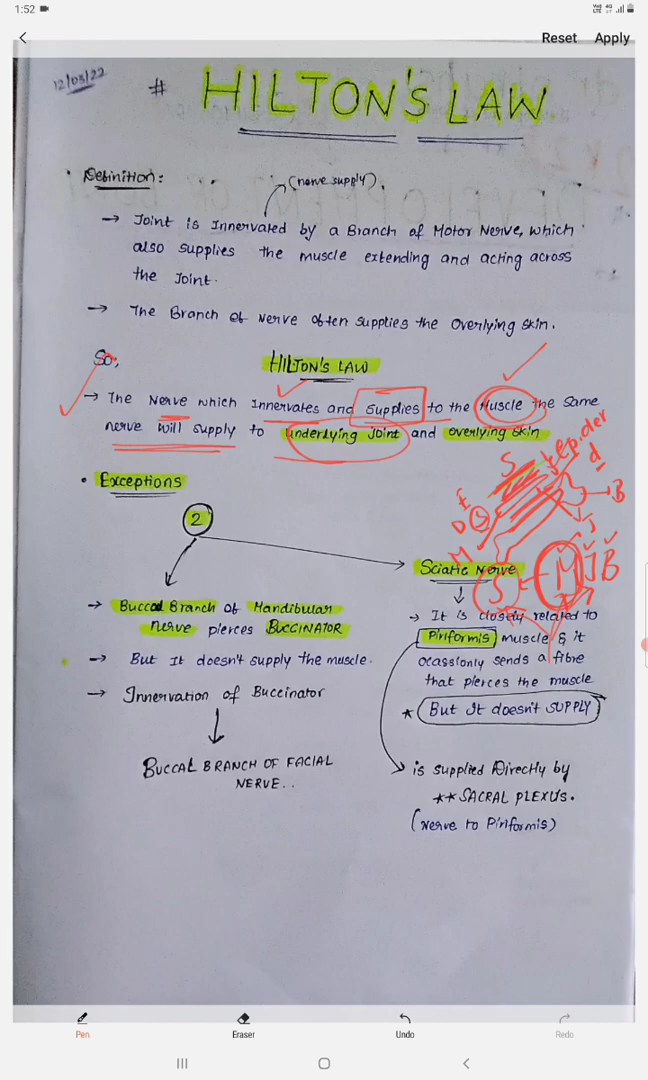 1:52
Reset Apply
12/03/22
# HILTON'S LAW
Definition:
(nerve supply).
→ Joint is Innervated by a Branch of Motor Nerve, which
also supplies the muscle extending and acting across
the Joint.
→ The Branch of Nerve often supplies the overlying skin.
So, HILTON'S LAW
→ The Nerve which Innervates and supplies to the Muscle the same
nerve will supply to underlying joint and overlying skin
• Exceptions
2
→ Buccal Branch of Mandibular
nerve pierces BUCCINATOR
→ But It doesn't supply the muscle.
→ Innervation of Buccinator
↓
BUCCAL BRANCH OF FACIAL
NERVE..
Sciatic Nerve
↓
→ It is closely related to
Piriformis muscle & it
ocassionly sends a fibre
that pierces the muscle
* But It doesn't SUPPLY
→ is supplied Directly by
** SACRAL PLEXUS.
(Nerve to Piriformis)
S
ep.der
d
B
E
D
S
M
J
S - M J B
Pen Eraser Undo Redo